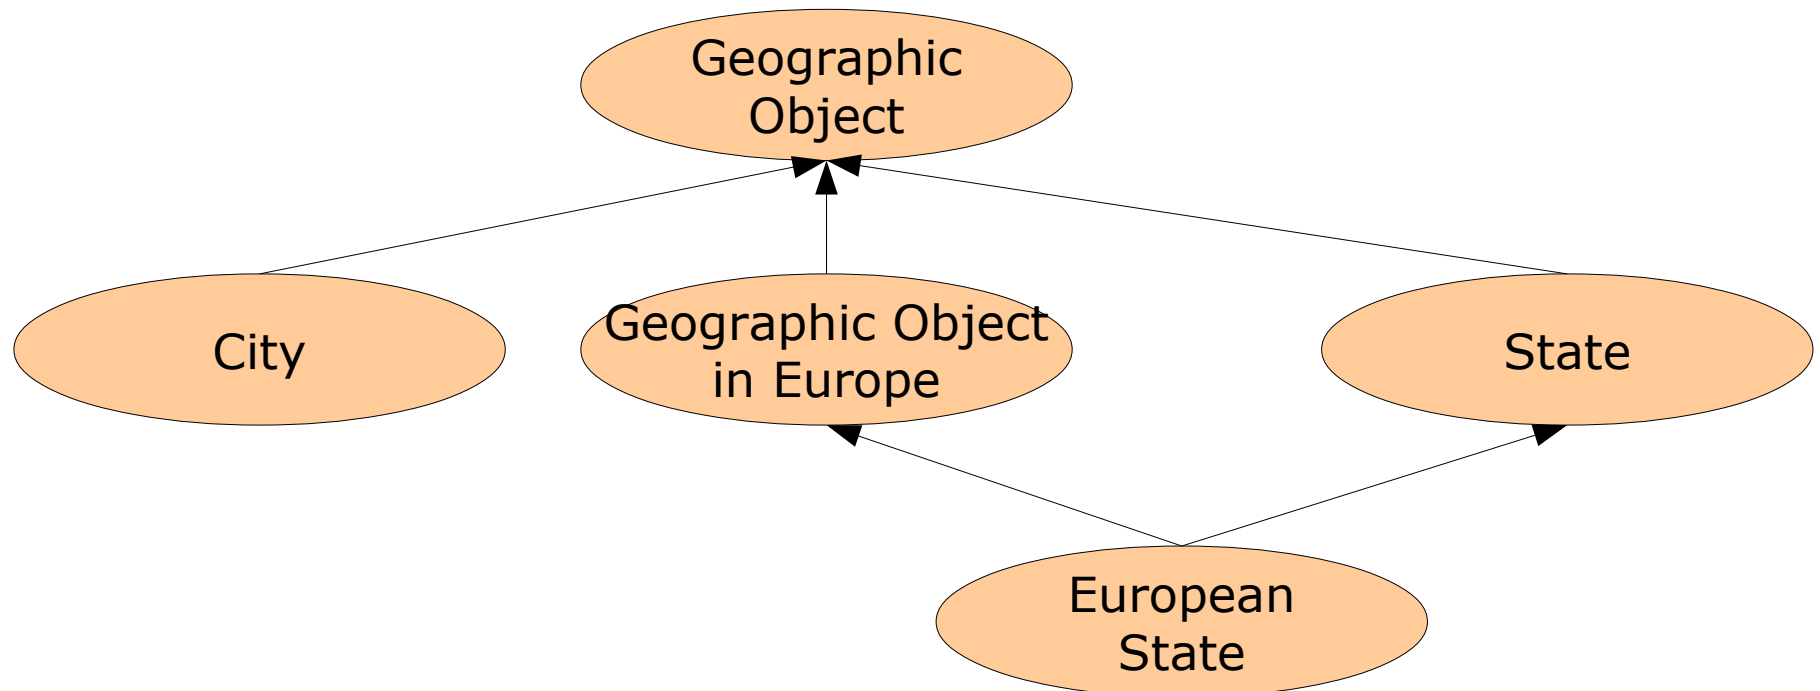 Geographic
Object
City
Geographic Object
in Europe
State
European
State